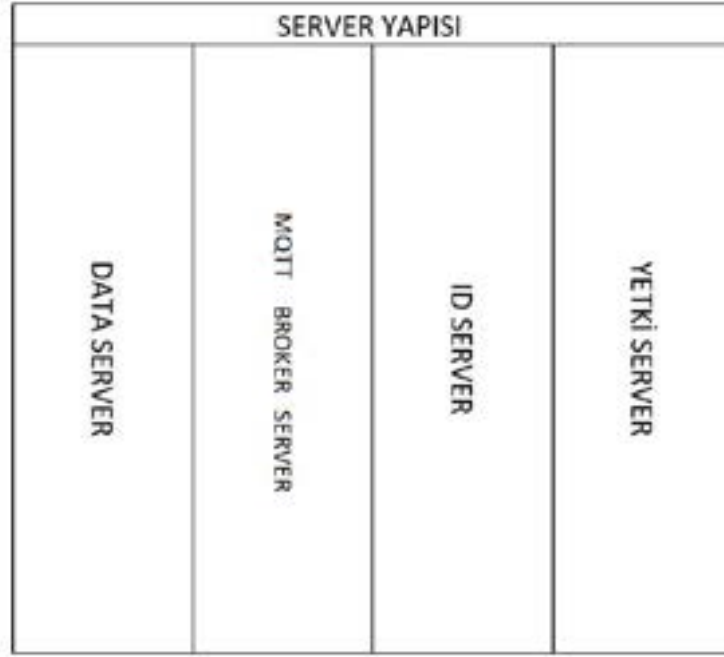 SERVER YAPISI
DATA SERVER
MQTT BROKER SERVER
ID SERVER
YETKİ SERVER